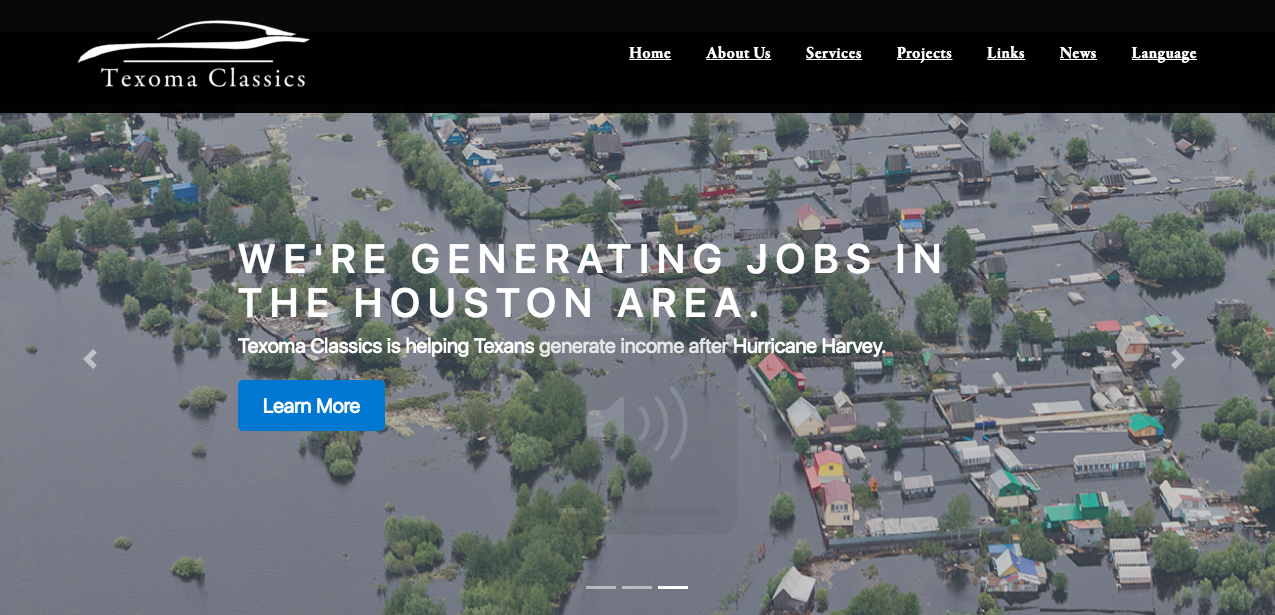 Texoma Classics
Home About Us Services Projects Links News Language
WE'RE GENERATING JOBS IN
THE HOUSTON AREA.
Texoma Classics is helping Texans generate income after Hurricane Harvey.
Learn More